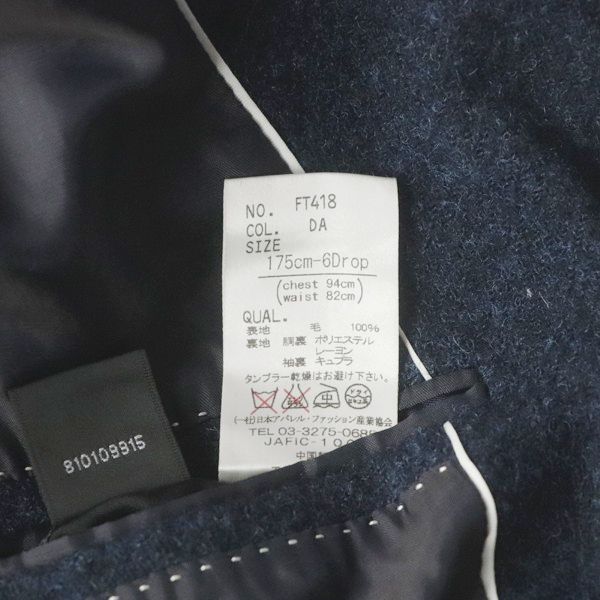 NO. FT418
COL. DA
SIZE
175cm-6Drop
(chest 94cm
waist 82cm)
QUAL.
表地 毛 100%
裏地 胴裏 ポリエステル
レーヨン
袖裏 キュプラ
タンブラー乾燥はお避け下さい。
ドライ
(一社)日本アパレル・ファッション産業協会
TEL 03-3275-068
JAFIC-10
中国
810109915